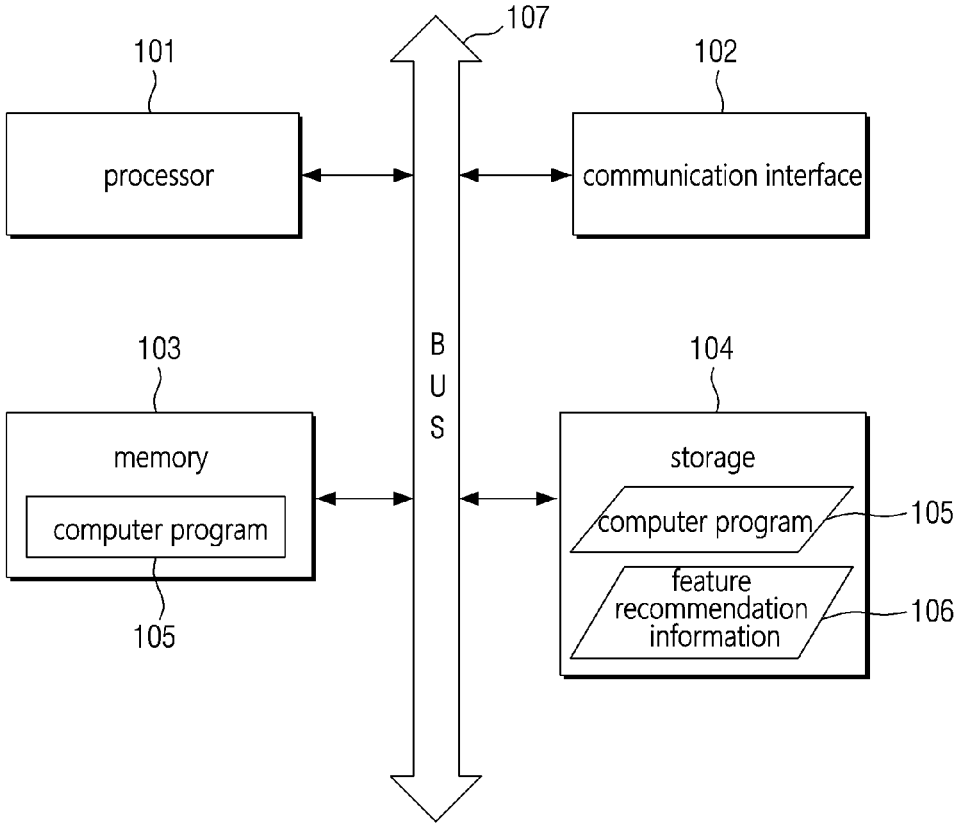 107
101
102
processor
communication interface
BUS
103
104
memory
storage
computer program
105
computer program
105
feature
recommendation
information
106